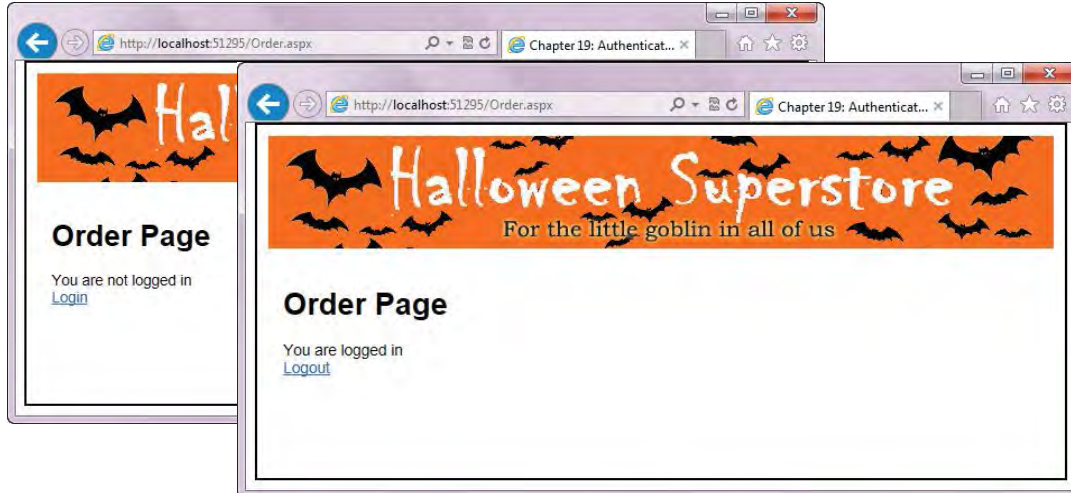 http://localhost:51295/Order.aspx
Chapter 19: Authenticat...
Hal
Order Page
You are not logged in
Login
http://localhost:51295/Order.aspx
Chapter 19: Authenticat...
Halloween Superstore
For the little goblin in all of us
Order Page
You are logged in
Logout